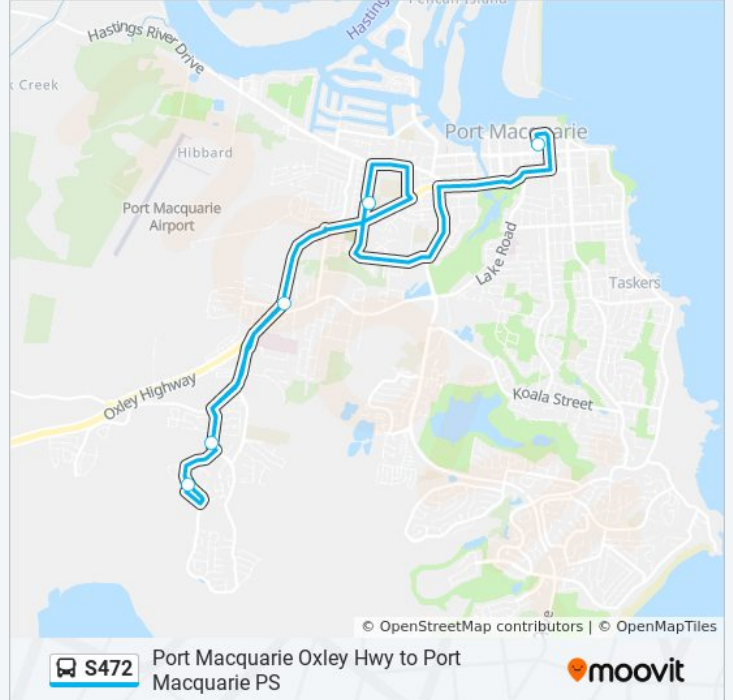 Pelican Island
Hastings River Drive
Hasting
k Creek
Port Macquarie
Hibbard
Port Macquarie
Airport
Lake Road
Taskers
Oxley Highway
Koala Street
e
© OpenStreetMap contributors | © OpenMapTiles
S472
Port Macquarie Oxley Hwy to Port
Macquarie PS
moovit